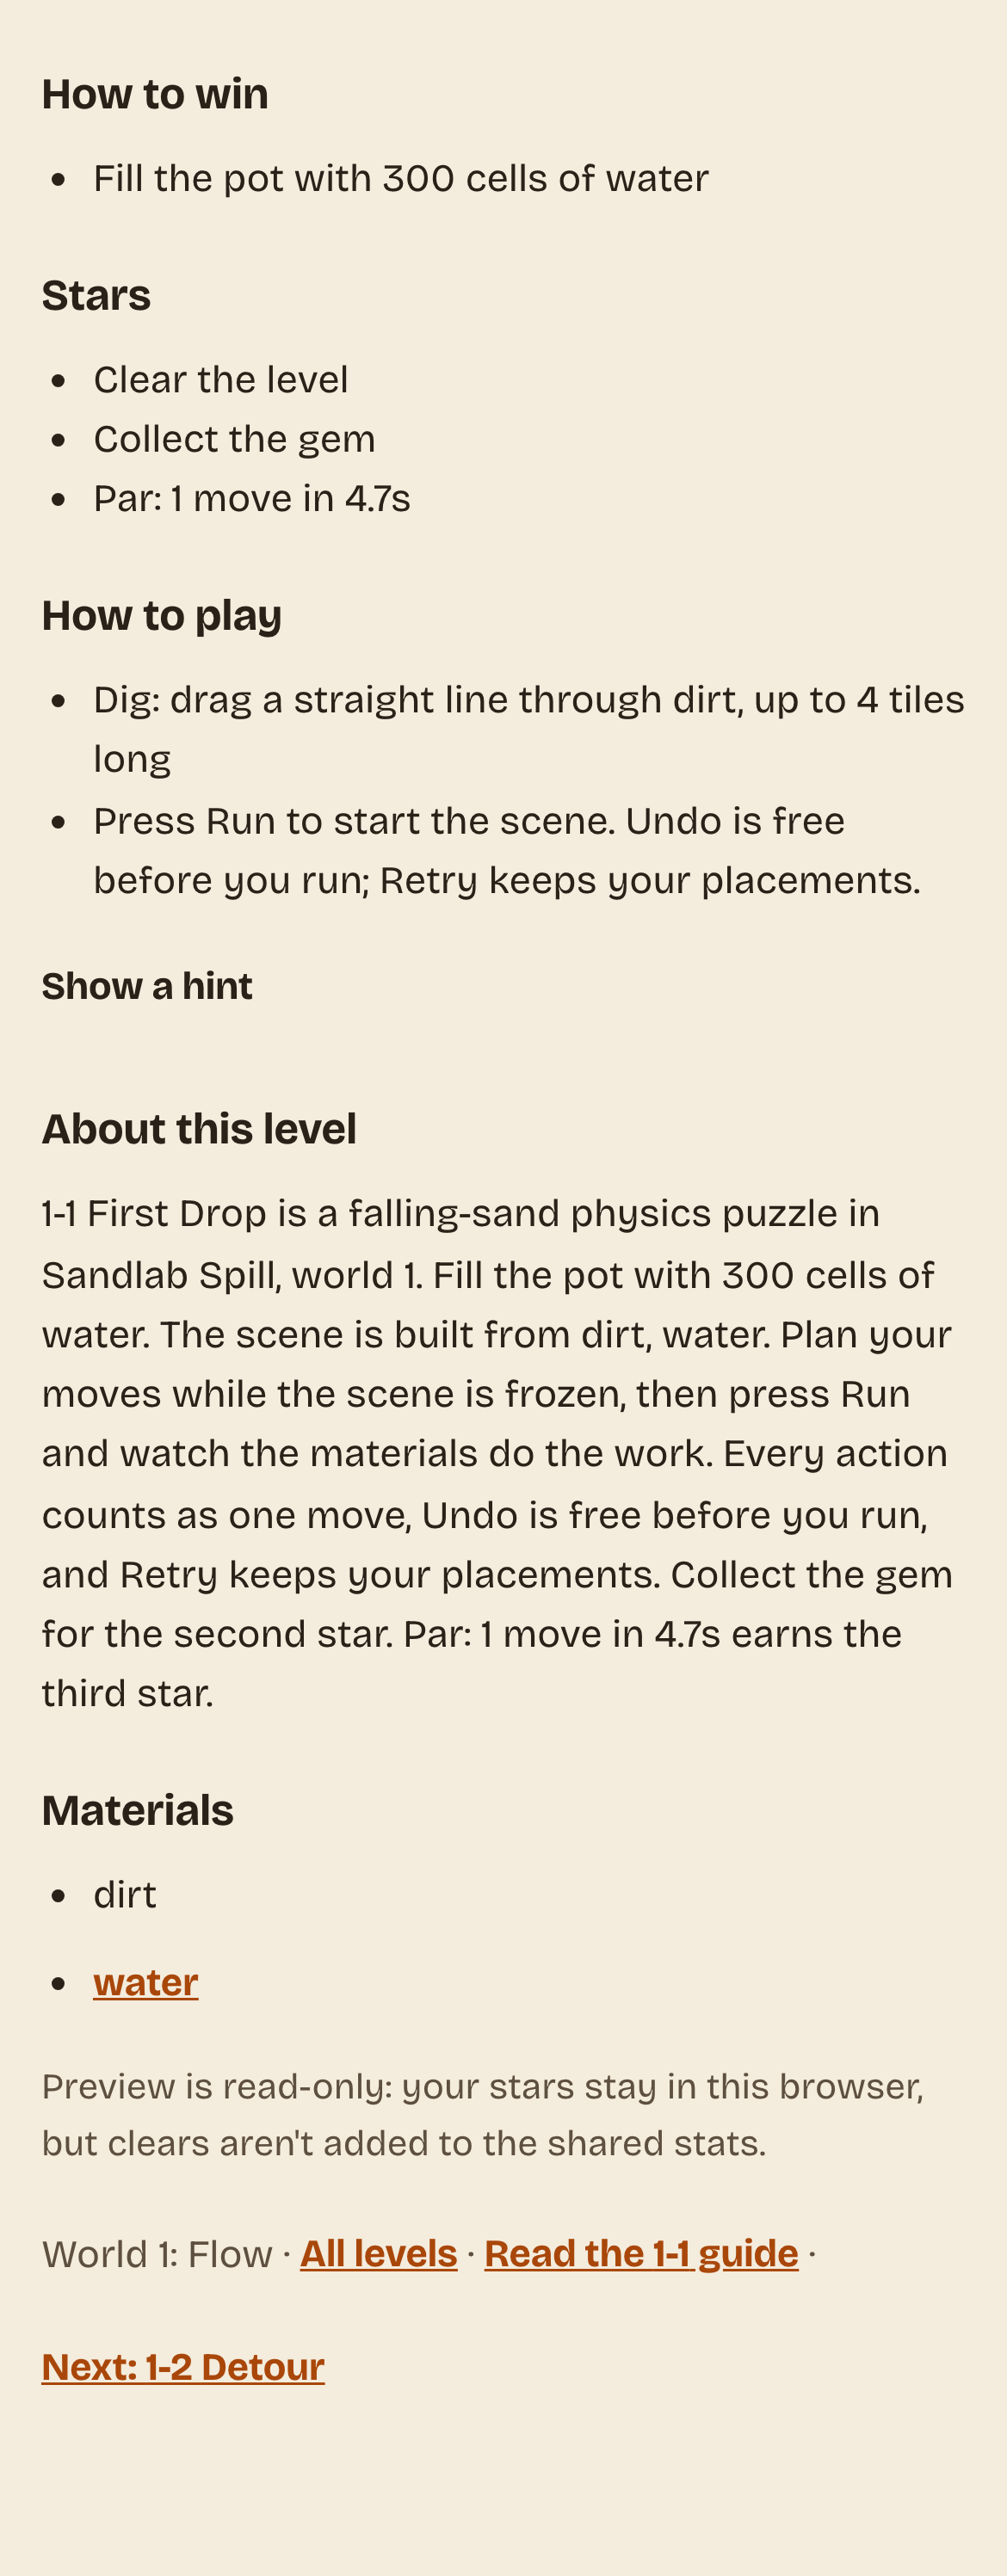 How to win
• Fill the pot with 300 cells of water
Stars
• Clear the level
• Collect the gem
• Par: 1 move in 4.7s
How to play
• Dig: drag a straight line through dirt, up to 4 tiles
long
• Press Run to start the scene. Undo is free
before you run; Retry keeps your placements.
Show a hint
About this level
1-1 First Drop is a falling-sand physics puzzle in
Sandlab Spill, world 1. Fill the pot with 300 cells of
water. The scene is built from dirt, water. Plan your
moves while the scene is frozen, then press Run
and watch the materials do the work. Every action
counts as one move, Undo is free before you run,
and Retry keeps your placements. Collect the gem
for the second star. Par: 1 move in 4.7s earns the
third star.
Materials
• dirt
• water
Preview is read-only: your stars stay in this browser,
but clears aren't added to the shared stats.
World 1: Flow · All levels · Read the 1-1 guide ·
Next: 1-2 Detour